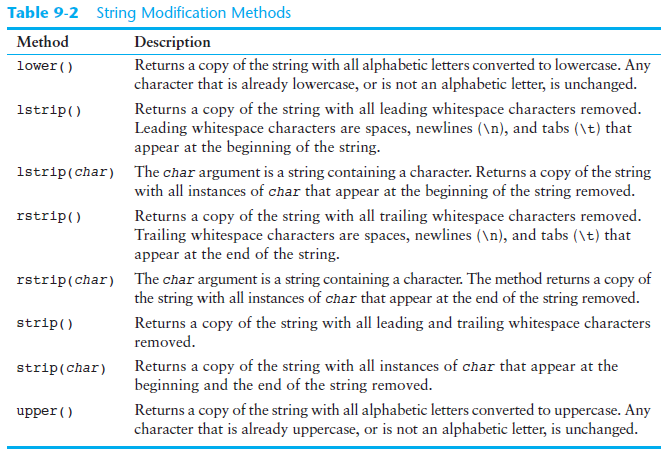 Table 9-2 String Modification Methods
Method Description
lower() Returns a copy of the string with all alphabetic letters converted to lowercase. Any
character that is already lowercase, or is not an alphabetic letter, is unchanged.
lstrip() Returns a copy of the string with all leading whitespace characters removed.
Leading whitespace characters are spaces, newlines (\n), and tabs (\t) that
appear at the beginning of the string.
lstrip(char) The char argument is a string containing a character. Returns a copy of the string
with all instances of char that appear at the beginning of the string removed.
rstrip() Returns a copy of the string with all trailing whitespace characters removed.
Trailing whitespace characters are spaces, newlines (\n), and tabs (\t) that
appear at the end of the string.
rstrip(char) The char argument is a string containing a character. The method returns a copy of
the string with all instances of char that appear at the end of the string removed.
strip() Returns a copy of the string with all leading and trailing whitespace characters
removed.
strip(char) Returns a copy of the string with all instances of char that appear at the
beginning and the end of the string removed.
upper() Returns a copy of the string with all alphabetic letters converted to uppercase. Any
character that is already uppercase, or is not an alphabetic letter, is unchanged.